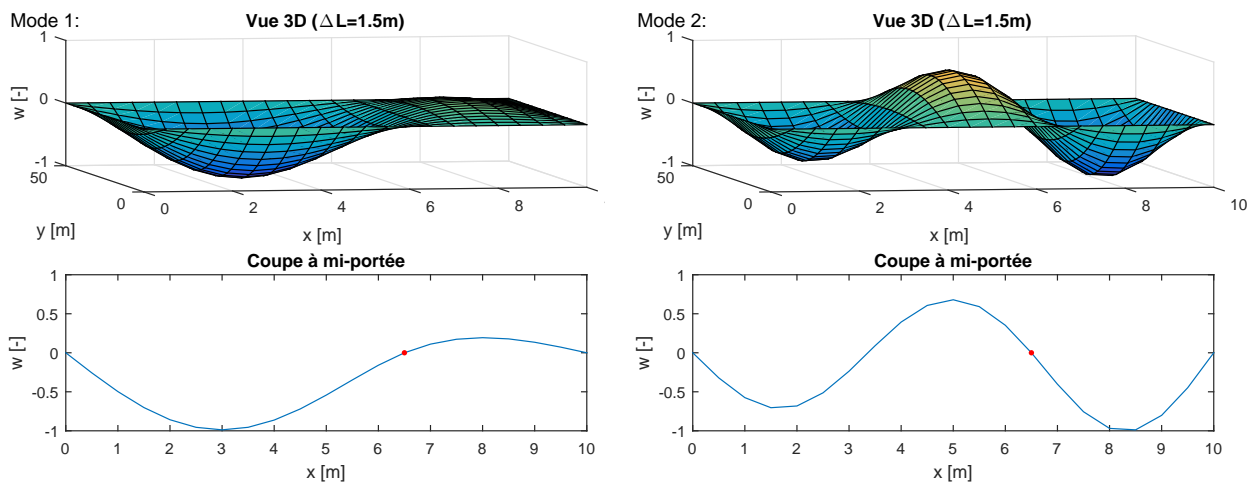 Mode 1:
Vue 3D (Δ L=1.5m)
1
0
-1
w [-]
50
0
y [m]
0
2
4
6
8
x [m]
Coupe à mi-portée
1
0.5
0
-0.5
-1
w [-]
0 1 2 3 4 5 6 7 8 9 10
x [m]
Mode 2:
Vue 3D (Δ L=1.5m)
1
0
-1
w [-]
50
0
y [m]
0
2
4
6
8
10
x [m]
Coupe à mi-portée
1
0.5
0
-0.5
-1
w [-]
0 1 2 3 4 5 6 7 8 9 10
x [m]